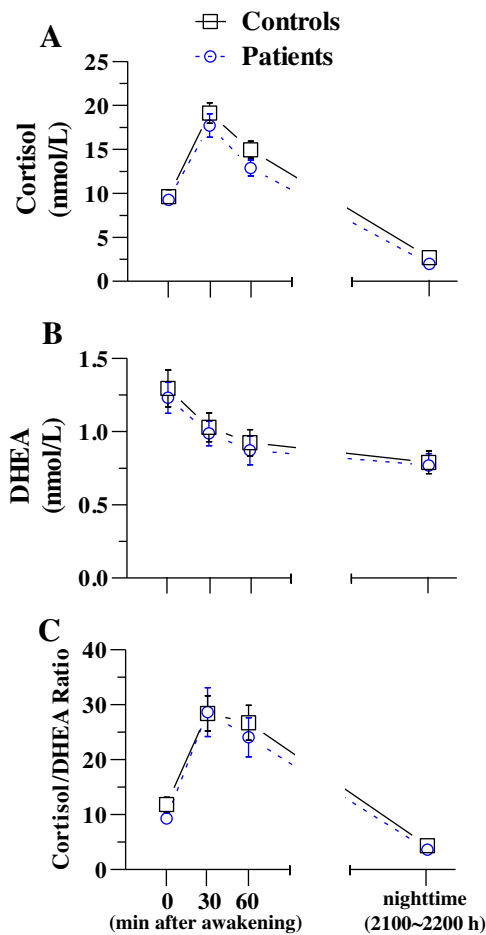 Controls
Patients
A
25
20
15
10
5
0
Cortisol
(nmol/L)
B
1.5
1.0
0.5
0.0
DHEA
(nmol/L)
C
40
30
20
10
0
Cortisol/DHEA Ratio
0 30 60 nighttime
(min after awakening) (2100~2200 h)